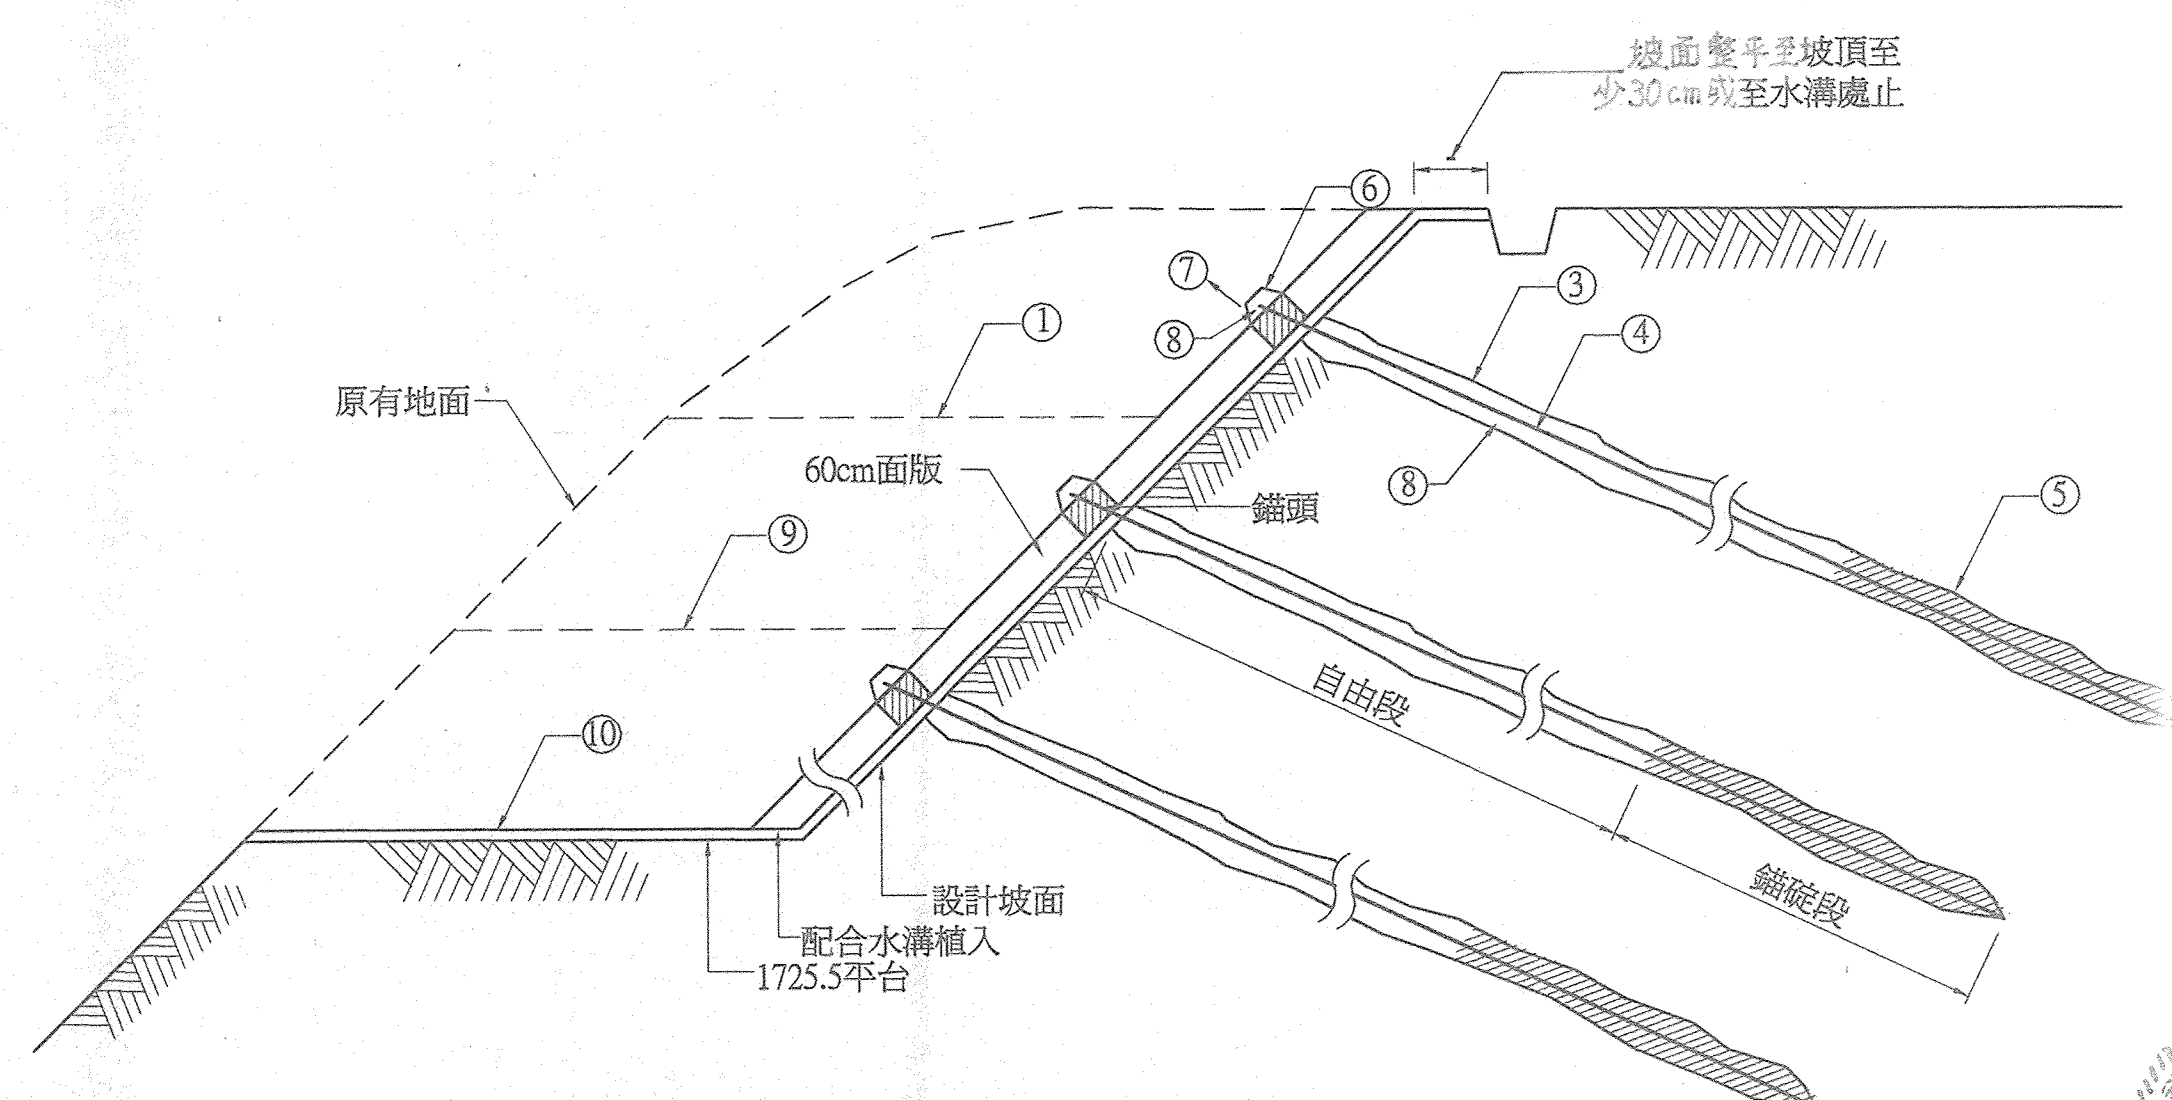 坡面整平至坡頂至
少30cm或至水溝處止
⑥
⑦
③
①
⑧
④
原有地面
60cm面版
⑧
⑤
錨頭
⑨
自由段
⑩
錨碇段
設計坡面
配合水溝植入
1725.5平台